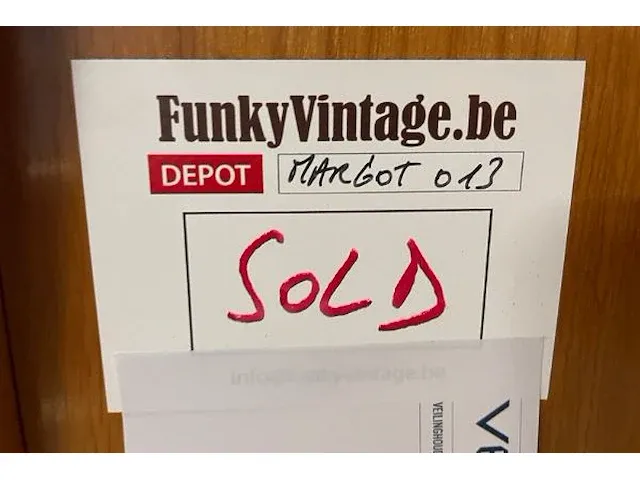 FunkyVintage.be
DEPOT MARGOT 013
SOLD